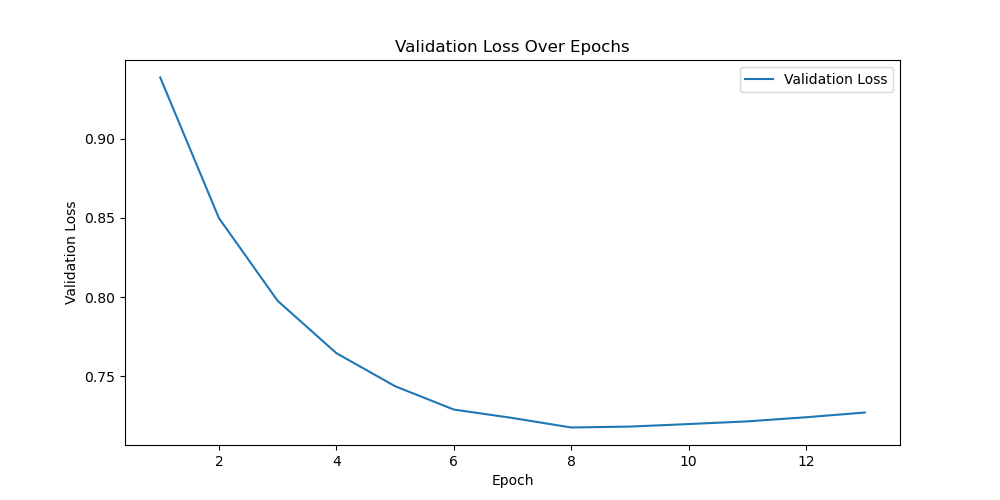 Validation Loss Over Epochs
Validation Loss
0.90
0.85
0.80
0.75
Validation Loss
2 4 6 8 10 12
Epoch